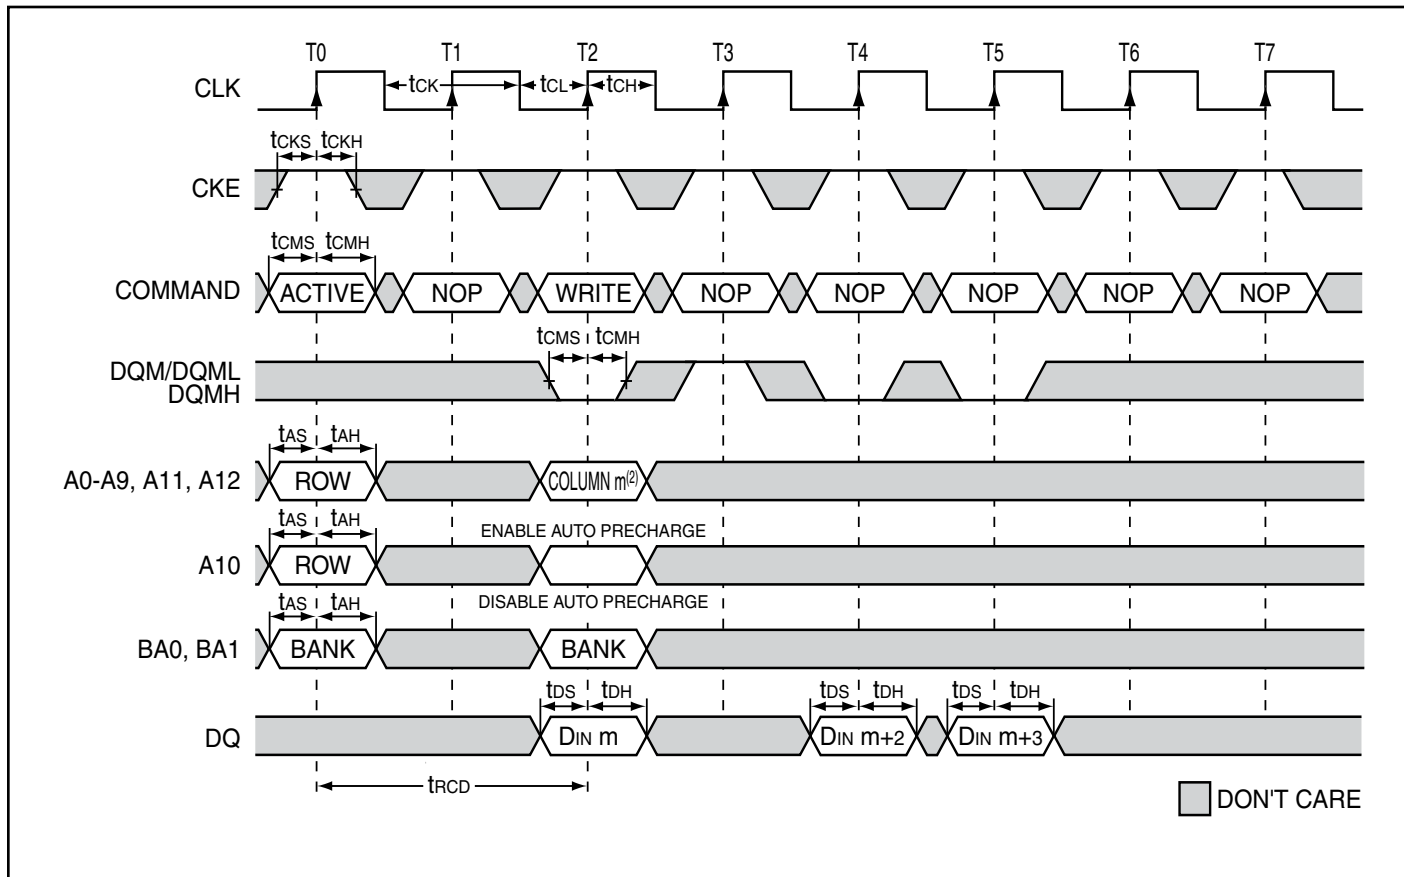 T0 T1 T2 T3 T4 T5 T6 T7
CLK tCK tCL tCH
tCKS tCKH
CKE
tCMS tCMH
COMMAND ACTIVE NOP WRITE NOP NOP NOP NOP NOP
tCMS tCMH
DQM/DQML
DQMH
tAS tAH
A0-A9, A11, A12 ROW COLUMN m(2)
tAS tAH ENABLE AUTO PRECHARGE
A10 ROW
tAS tAH DISABLE AUTO PRECHARGE
BA0, BA1 BANK BANK
tDS tDH tDS tDH tDS tDH
DQ DIN m DIN m+2 DIN m+3
tRCD
DON'T CARE